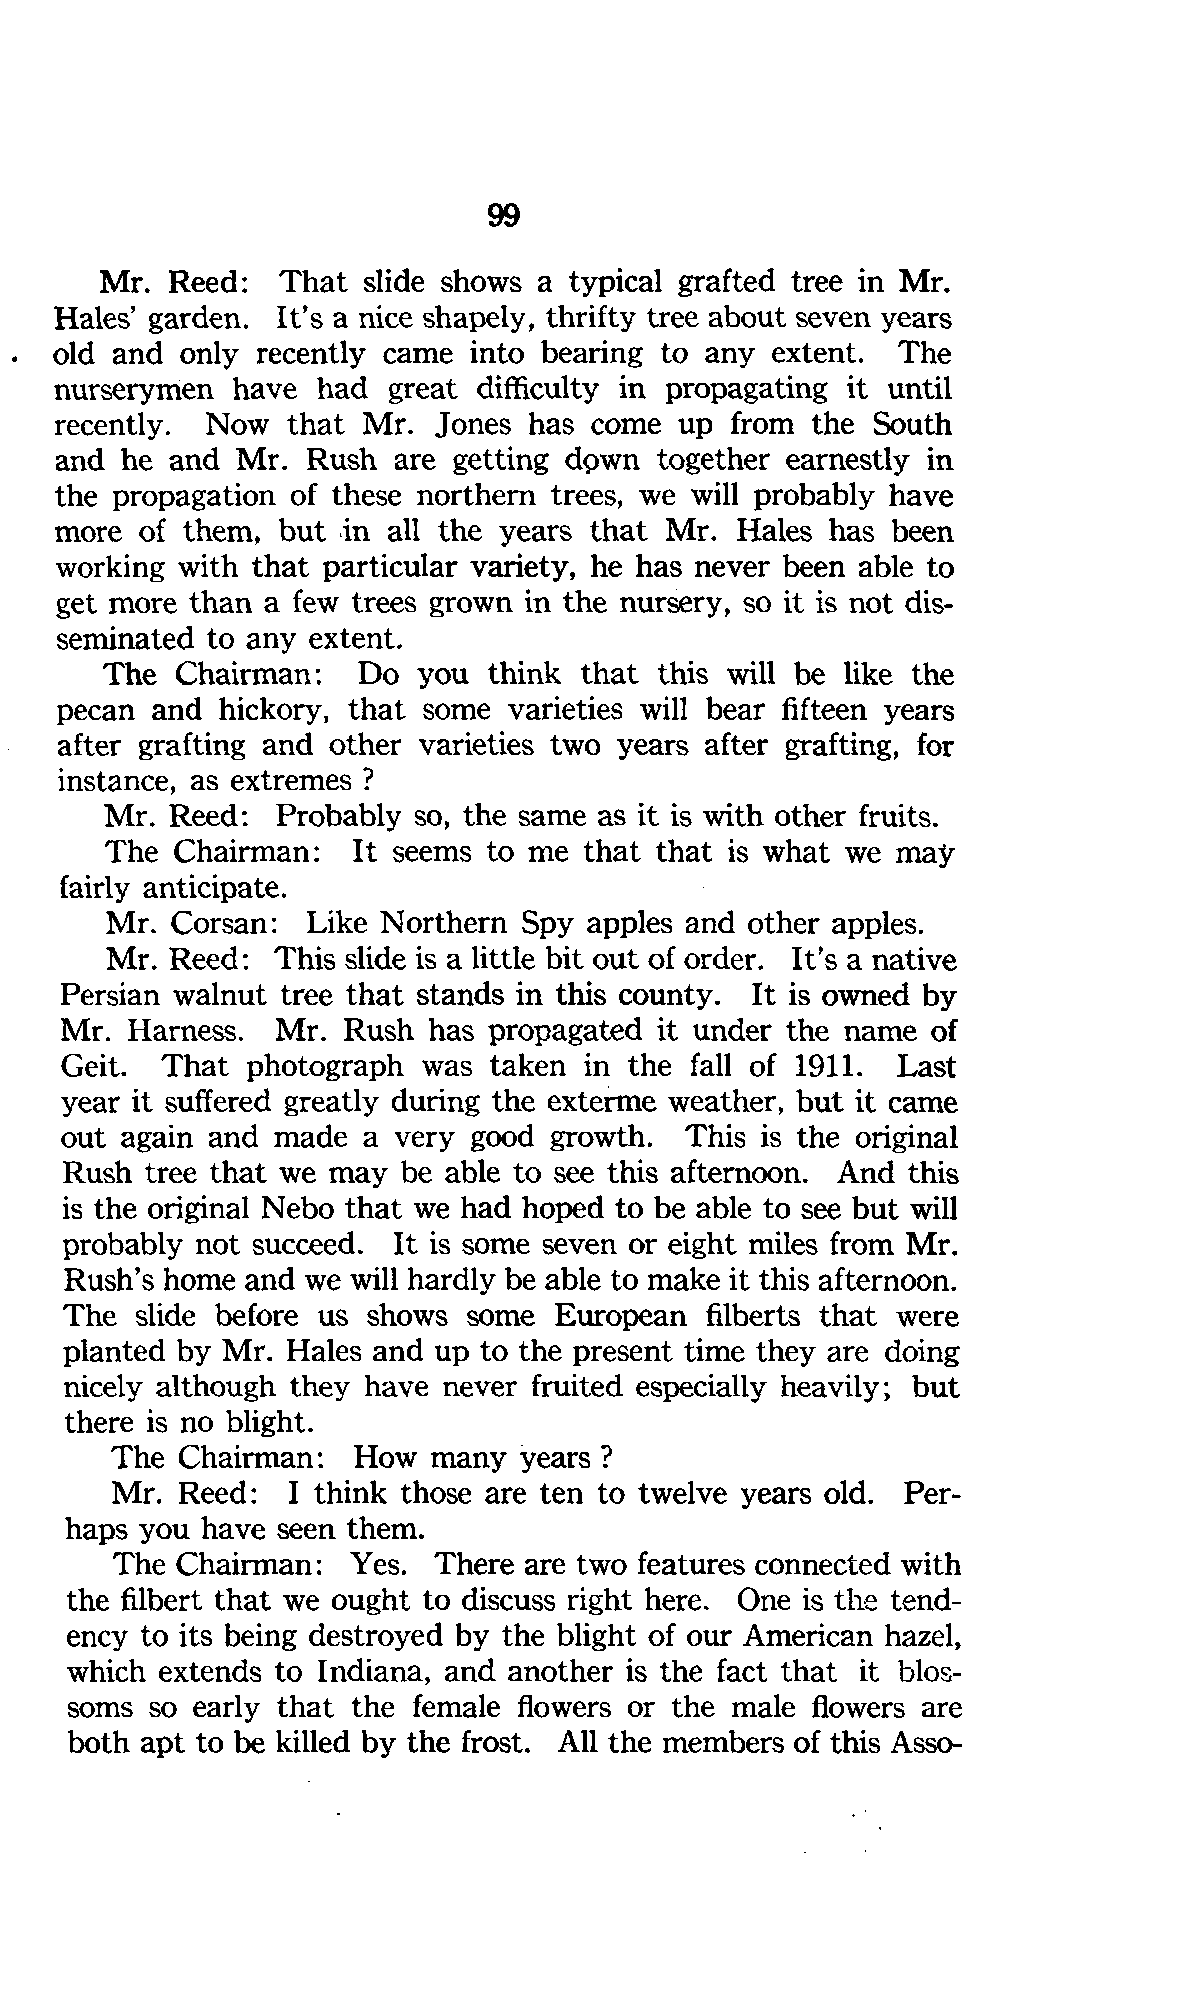 99
Mr. Reed: That slide shows a typical grafted tree in Mr.
Hales' garden. It's a nice shapely, thrifty tree about seven years
old and only recently came into bearing to any extent. The
nurserymen have had great difficulty in propagating it until
recently. Now that Mr. Jones has come up from the South
and he and Mr. Rush are getting down together earnestly in
the propagation of these northern trees, we will probably have
more of them, but in all the years that Mr. Hales has been
working with that particular variety, he has never been able to
get more than a few trees grown in the nursery, so it is not dis-
seminated to any extent.
The Chairman: Do you think that this will be like the
pecan and hickory, that some varieties will bear fifteen years
after grafting and other varieties two years after grafting, for
instance, as extremes ?
Mr. Reed: Probably so, the same as it is with other fruits.
The Chairman: It seems to me that that is what we may
fairly anticipate.
Mr. Corsan: Like Northern Spy apples and other apples.
Mr. Reed: This slide is a little bit out of order. It's a native
Persian walnut tree that stands in this county. It is owned by
Mr. Harness. Mr. Rush has propagated it under the name of
Geit. That photograph was taken in the fall of 1911. Last
year it suffered greatly during the exterme weather, but it came
out again and made a very good growth. This is the original
Rush tree that we may be able to see this afternoon. And this
is the original Nebo that we had hoped to be able to see but will
probably not succeed. It is some seven or eight miles from Mr.
Rush's home and we will hardly be able to make it this afternoon.
The slide before us shows some European filberts that were
planted by Mr. Hales and up to the present time they are doing
nicely although they have never fruited especially heavily; but
there is no blight.
The Chairman: How many years ?
Mr. Reed: I think those are ten to twelve years old. Per-
haps you have seen them.
The Chairman: Yes. There are two features connected with
the filbert that we ought to discuss right here. One is the tend-
ency to its being destroyed by the blight of our American hazel,
which extends to Indiana, and another is the fact that it blos-
soms so early that the female flowers or the male flowers are
both apt to be killed by the frost. All the members of this Asso-